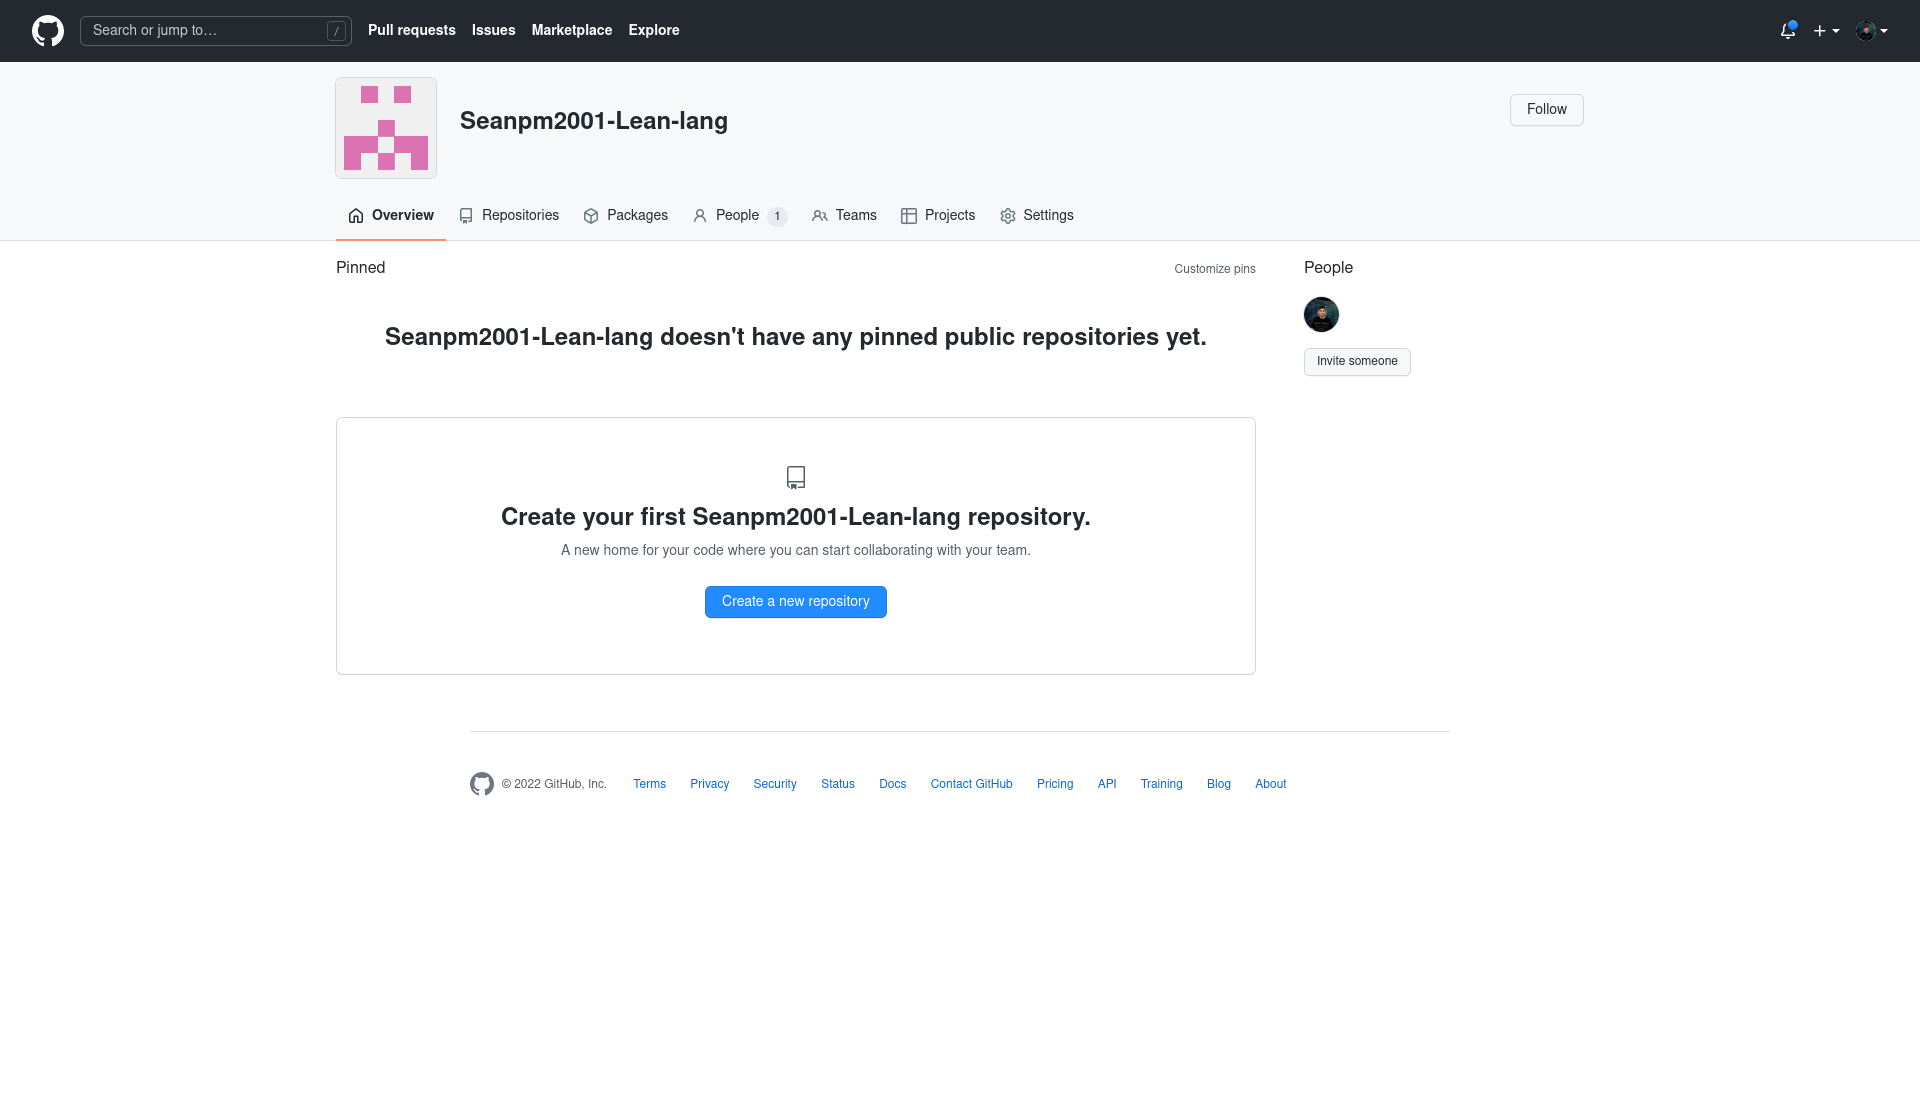 Search or jump to… /
Pull requests Issues Marketplace Explore
Seanpm2001-Lean-lang
Follow
Overview Repositories Packages People 1 Teams Projects Settings
Pinned
Customize pins
People
Seanpm2001-Lean-lang doesn't have any pinned public repositories yet.
Invite someone
Create your first Seanpm2001-Lean-lang repository.
A new home for your code where you can start collaborating with your team.
Create a new repository
© 2022 GitHub, Inc. Terms Privacy Security Status Docs Contact GitHub Pricing API Training Blog About